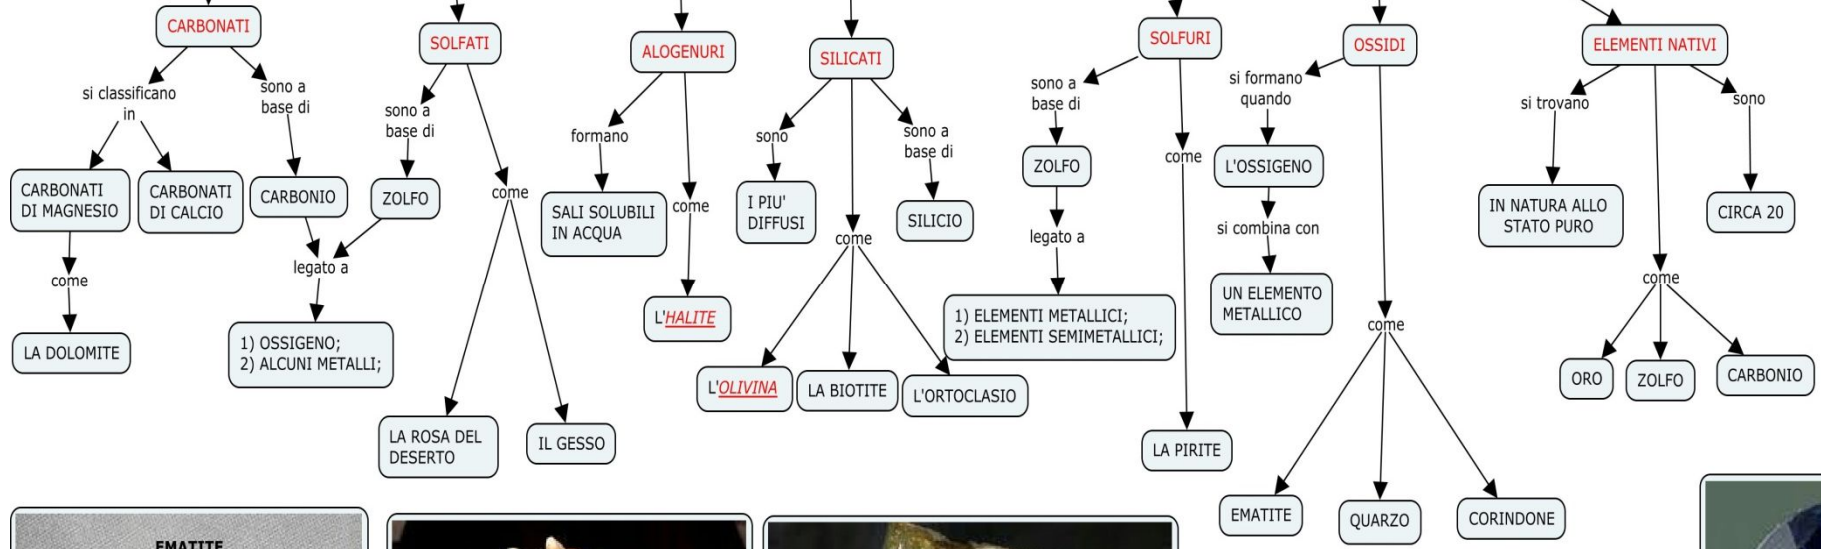 CARBONATI
si classificano
in
sono a
base di
CARBONATI
DI MAGNESIO
CARBONATI
DI CALCIO
CARBONIO
come
LA DOLOMITE
legato a
1) OSSIGENO;
2) ALCUNI METALLI;
SOLFATI
sono a
base di
ZOLFO
come
LA ROSA DEL
DESERTO
IL GESSO
ALOGENURI
formano
SALI SOLUBILI
IN ACQUA
come
L'HALITE
SILICATI
sono
I PIU'
DIFFUSI
come
sono a
base di
SILICIO
L'OLIVINA
LA BIOTITE
L'ORTOCLASIO
SOLFURI
sono a
base di
ZOLFO
legato a
1) ELEMENTI METALLICI;
2) ELEMENTI SEMIMETALLICI;
come
LA PIRITE
OSSIDI
si formano
quando
L'OSSIGENO
si combina con
UN ELEMENTO
METALLICO
come
EMATITE
QUARZO
CORINDONE
ELEMENTI NATIVI
si trovano
IN NATURA ALLO
STATO PURO
sono
CIRCA 20
come
ORO
ZOLFO
CARBONIO
EMATITE